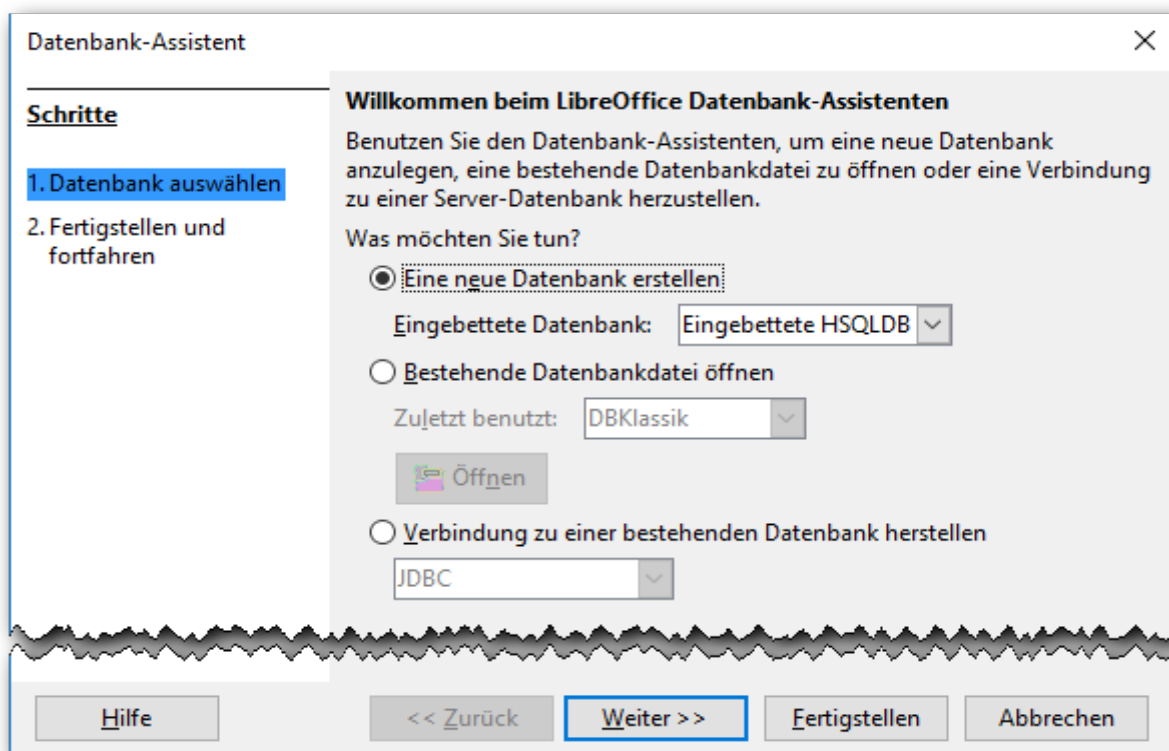 Datenbank-Assistent
Schritte
1. Datenbank auswählen
2. Fertigstellen und
fortfahren
Willkommen beim LibreOffice Datenbank-Assistenten
Benutzen Sie den Datenbank-Assistenten, um eine neue Datenbank
anzulegen, eine bestehende Datenbankdatei zu öffnen oder eine Verbindung
zu einer Server-Datenbank herzustellen.
Was möchten Sie tun?
Eine neue Datenbank erstellen
Eingebettete Datenbank: Eingebettete HSQLDB
Bestehende Datenbankdatei öffnen
Zuletzt benutzt: DBKlassik
Öffnen
Verbindung zu einer bestehenden Datenbank herstellen
JDBC
Hilfe << Zurück Weiter >> Fertigstellen Abbrechen